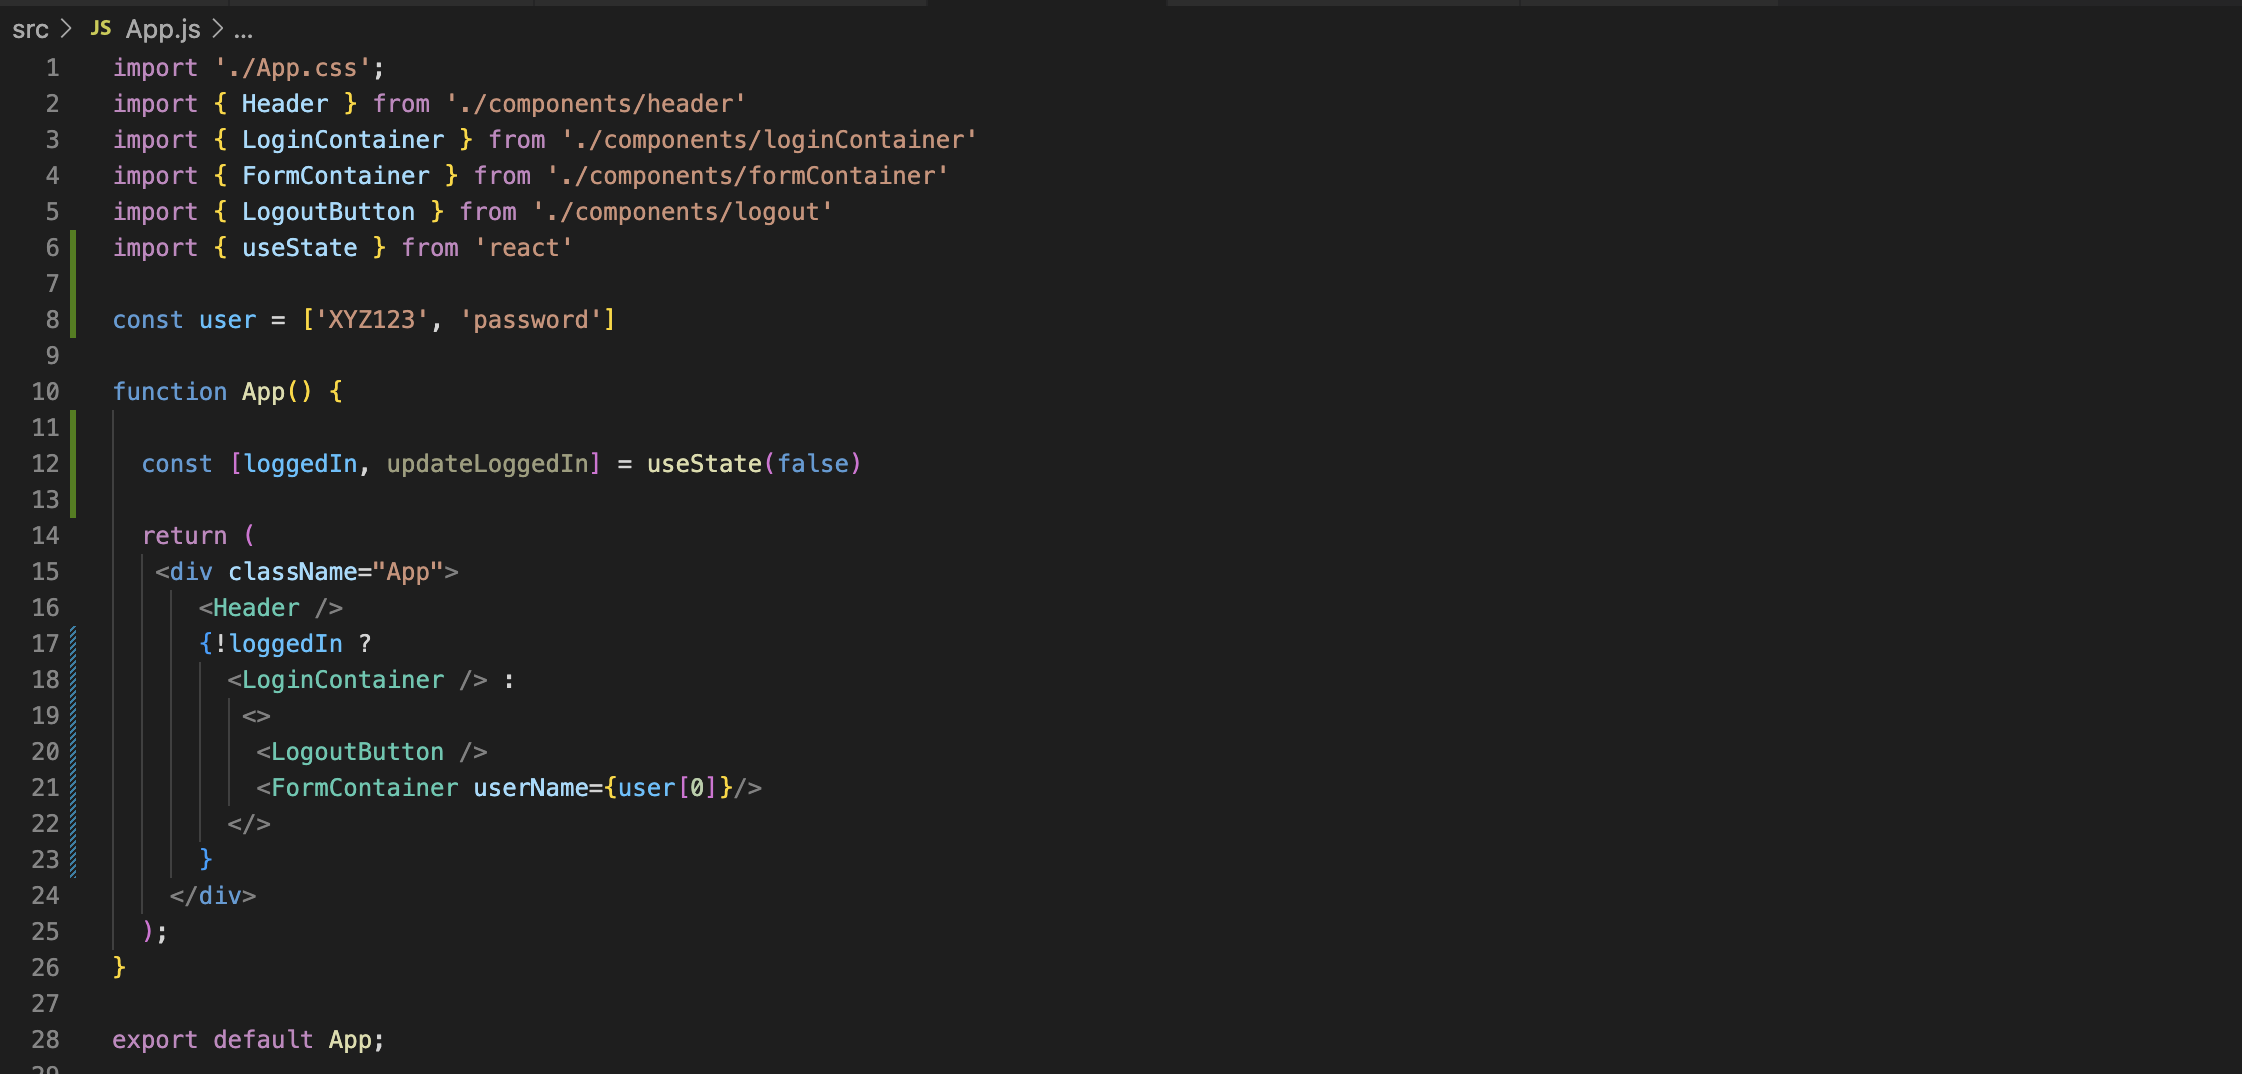 src > JS App.js > ...
1 import './App.css';
2 import { Header } from './components/header'
3 import { LoginContainer } from './components/loginContainer'
4 import { FormContainer } from './components/formContainer'
5 import { LogoutButton } from './components/logout'
6 import { useState } from 'react'
7
8 const user = ['XYZ123', 'password']
9
10 function App() {
11
12 const [loggedIn, updateLoggedIn] = useState(false)
13
14 return (
15 <div className="App">
16 <Header />
17 {!loggedIn ?
18 <LoginContainer /> :
19 <>
20 <LogoutButton />
21 <FormContainer userName={user[0]}/>
22 </>
23 }
24 </div>
25 );
26 }
27
28 export default App;
29